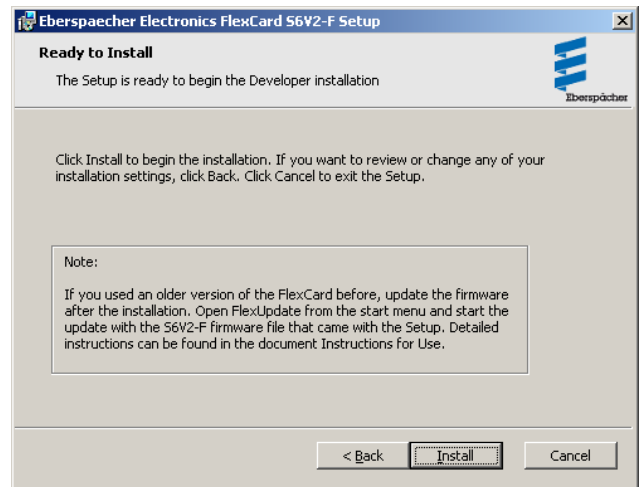 Eberspaecher Electronics FlexCard S6V2-F Setup
Ready to Install
The Setup is ready to begin the Developer installation
Eberspächer
Click Install to begin the installation. If you want to review or change any of your
installation settings, click Back. Click Cancel to exit the Setup.
Note:
If you used an older version of the FlexCard before, update the firmware
after the installation. Open FlexUpdate from the start menu and start the
update with the S6V2-F firmware file that came with the Setup. Detailed
instructions can be found in the document Instructions for Use.
< Back Install Cancel